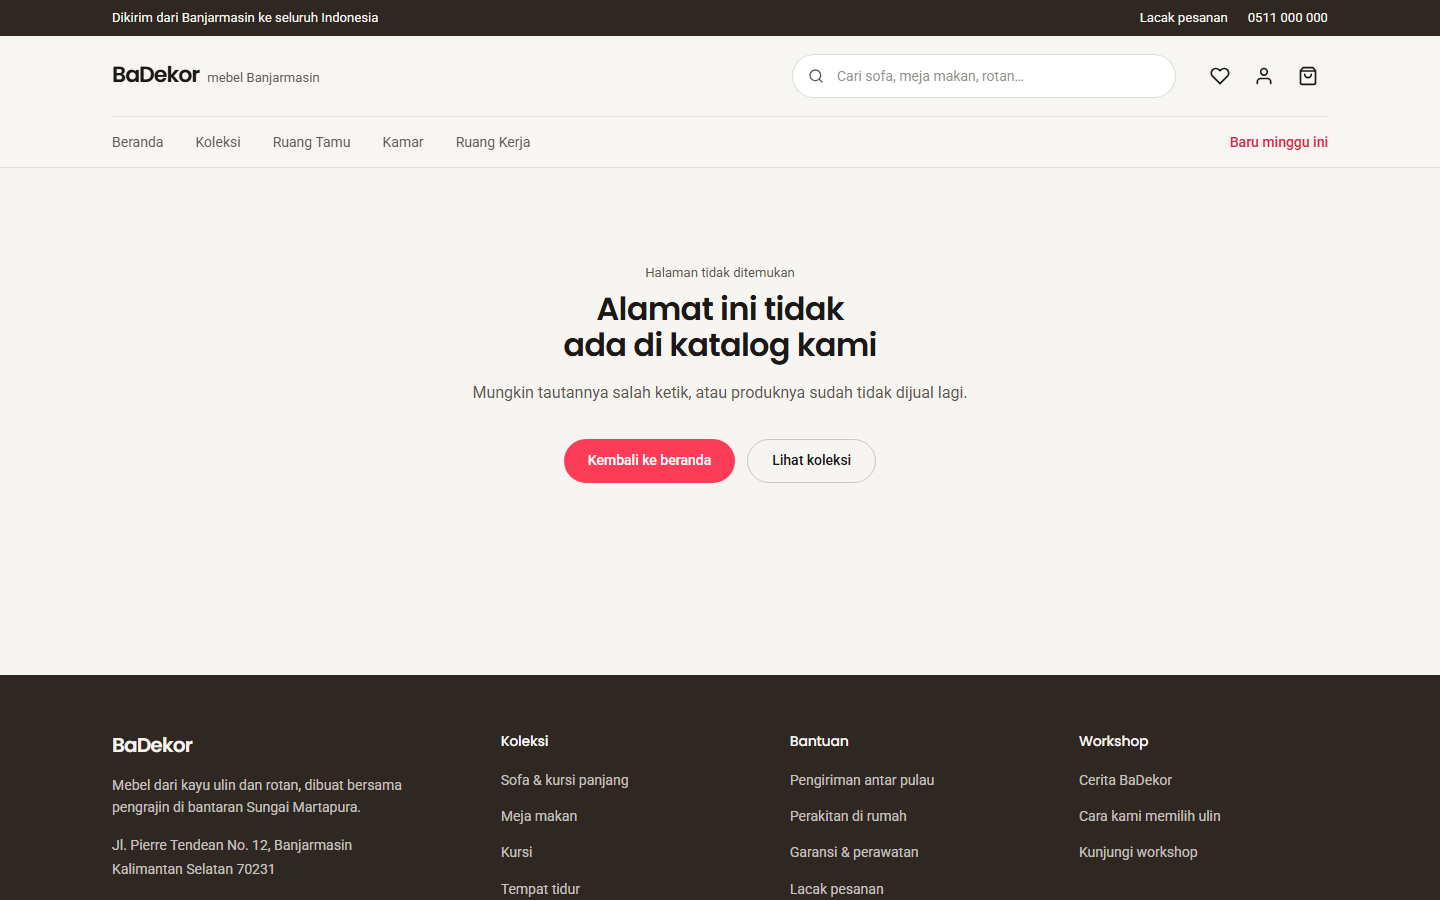 Dikirim dari Banjarmasin ke seluruh Indonesia
Lacak pesanan
0511 000 000
BaDekor
mebel Banjarmasin
Cari sofa, meja makan, rotan...
Beranda
Koleksi
Ruang Tamu
Kamar
Ruang Kerja
Baru minggu ini
Halaman tidak ditemukan
Alamat ini tidak
ada di katalog kami
Mungkin tautannya salah ketik, atau produknya sudah tidak dijual lagi.
Kembali ke beranda
Lihat koleksi
BaDekor
Mebel dari kayu ulin dan rotan, dibuat bersama
pengrajin di bantaran Sungai Martapura.
Jl. Pierre Tendean No. 12, Banjarmasin
Kalimantan Selatan 70231
Koleksi
Sofa & kursi panjang
Meja makan
Kursi
Tempat tidur
Bantuan
Pengiriman antar pulau
Perakitan di rumah
Garansi & perawatan
Lacak pesanan
Workshop
Cerita BaDekor
Cara kami memilih ulin
Kunjungi workshop